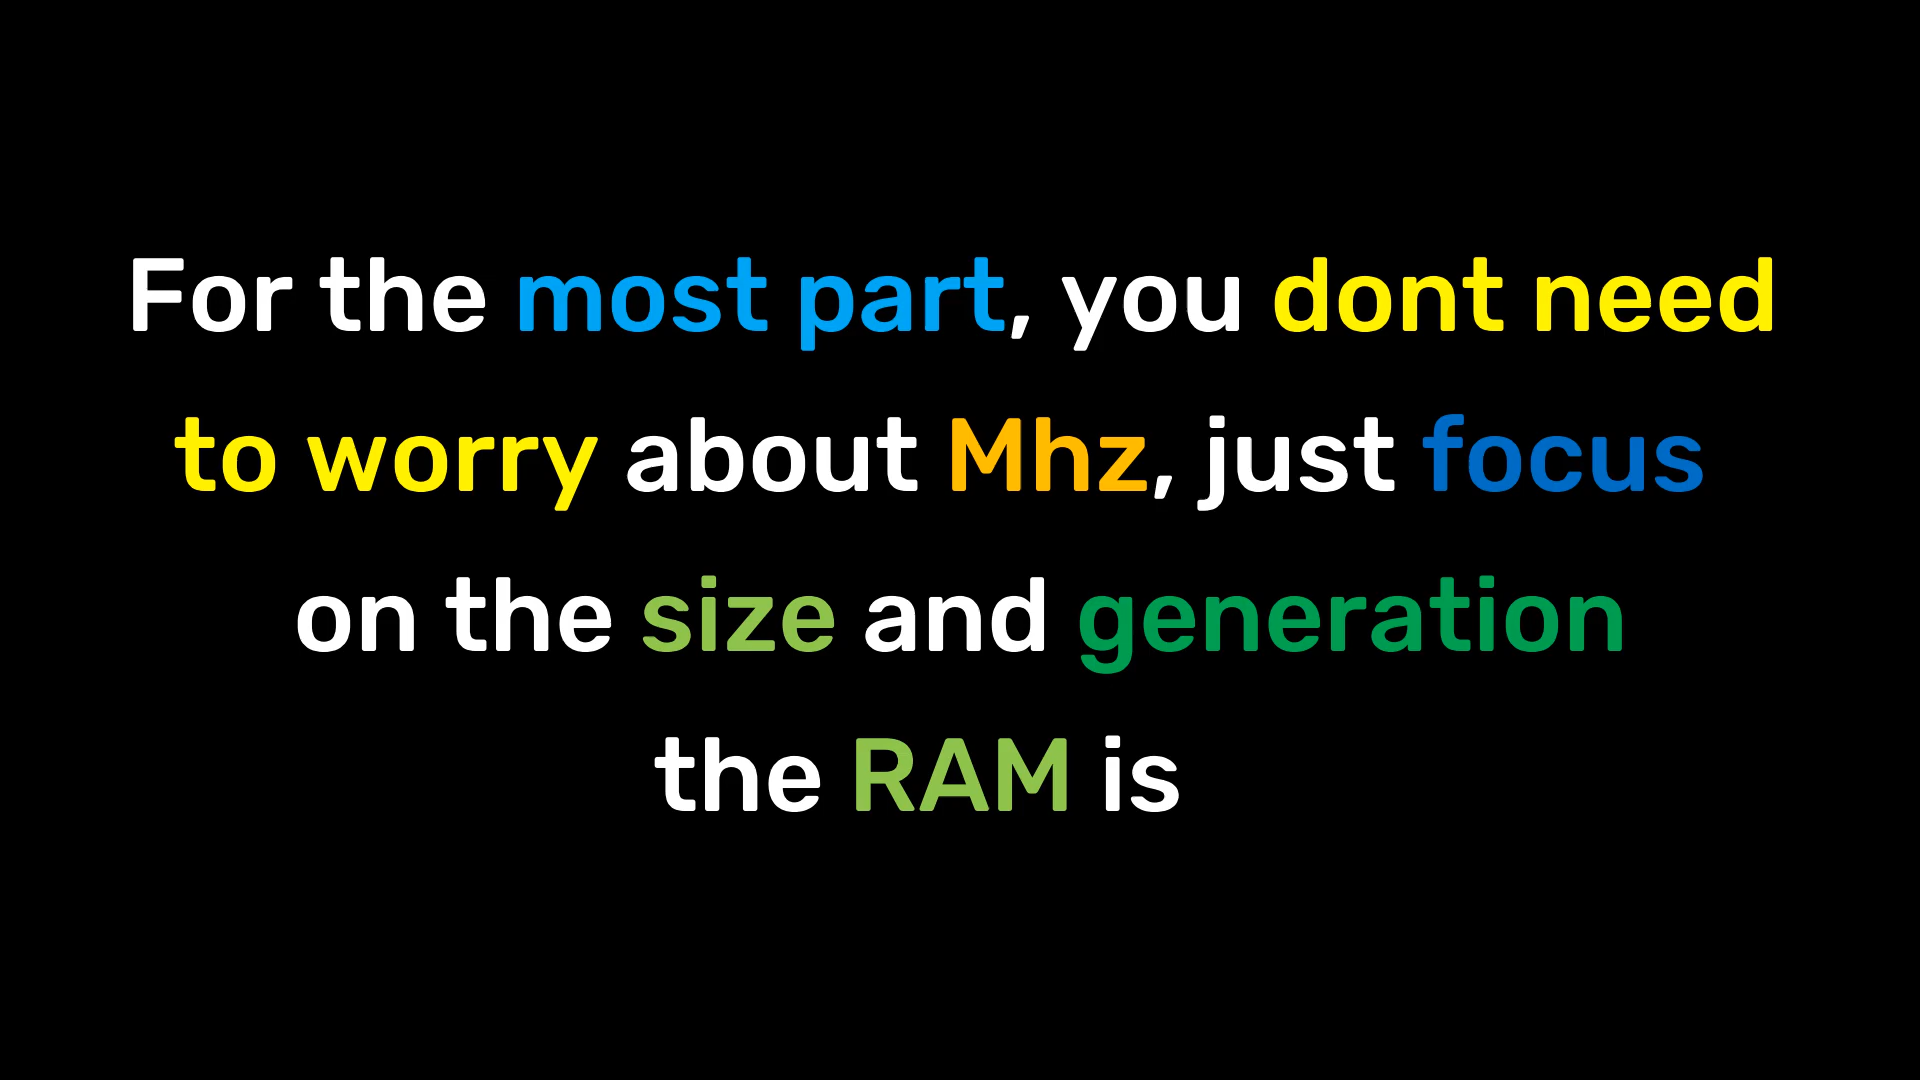 For the most part, you dont need
to worry about Mhz, just focus
on the size and generation
the RAM is